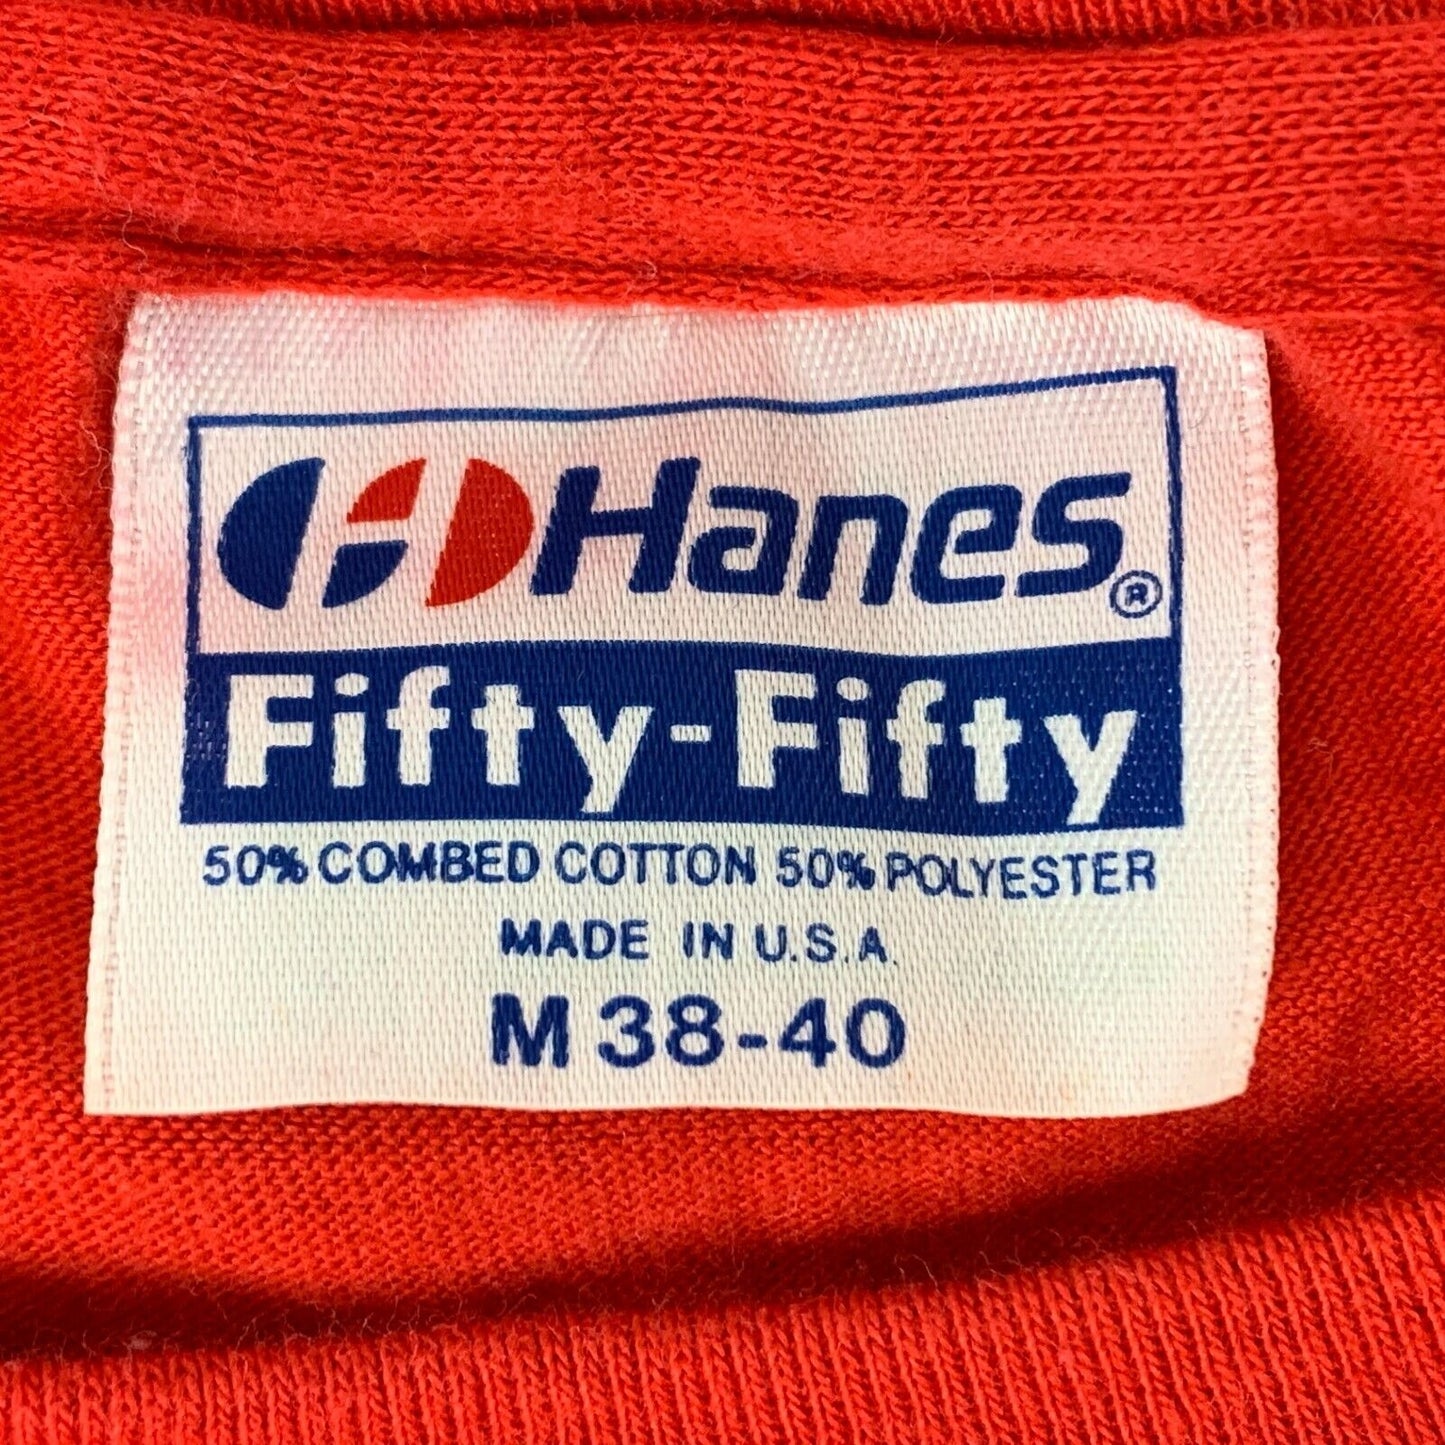 Hanes®
Fifty-Fifty
50% COMBED COTTON 50% POLYESTER
MADE IN U.S.A.
M 38-40